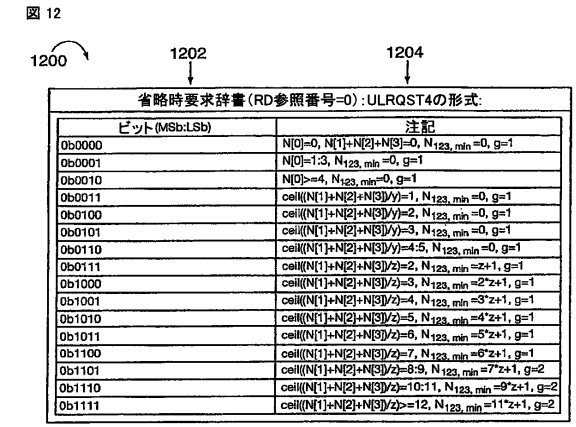 図 12
1200 1202 1204
省略時要求辞書(RD参照番号=0):ULRQST4の形式:
ビット(MSb:LSb) 注記
0b0000 N[0]=0, N[1]+N[2]+N[3]=0, N123, min =0, g=1
0b0001 N[0]=1:3, N123, min =0, g=1
0b0010 N[0]>=4, N123, min=0, g=1
0b0011 ceil((N[1]+N[2]+N[3])/y)=1, N123, min =0, g=1
0b0100 ceil((N[1]+N[2]+N[3])/y)=2, N123, min =0, g=1
0b0101 ceil((N[1]+N[2]+N[3])/y)=3, N123, min =0, g=1
0b0110 ceil((N[1]+N[2]+N[3])/y)=4:5, N123, min =0, g=1
0b0111 ceil((N[1]+N[2]+N[3])/z)=2, N123, min =z+1, g=1
0b1000 ceil((N[1]+N[2]+N[3])/z)=3, N123, min =2*z+1, g=1
0b1001 ceil((N[1]+N[2]+N[3])/z)=4, N123, min =3*z+1, g=1
0b1010 ceil((N[1]+N[2]+N[3])/z)=5, N123, min =4*z+1, g=1
0b1011 ceil((N[1]+N[2]+N[3])/z)=6, N123, min =5*z+1, g=1
0b1100 ceil((N[1]+N[2]+N[3])/z)=7, N123, min =6*z+1, g=1
0b1101 ceil((N[1]+N[2]+N[3])/z)=8:9, N123, min =7*z+1, g=2
0b1110 ceil((N[1]+N[2]+N[3])/z)=10:11, N123, min =9*z+1, g=2
0b1111 ceil((N[1]+N[2]+N[3])/z)>=12, N123, min =11*z+1, g=2